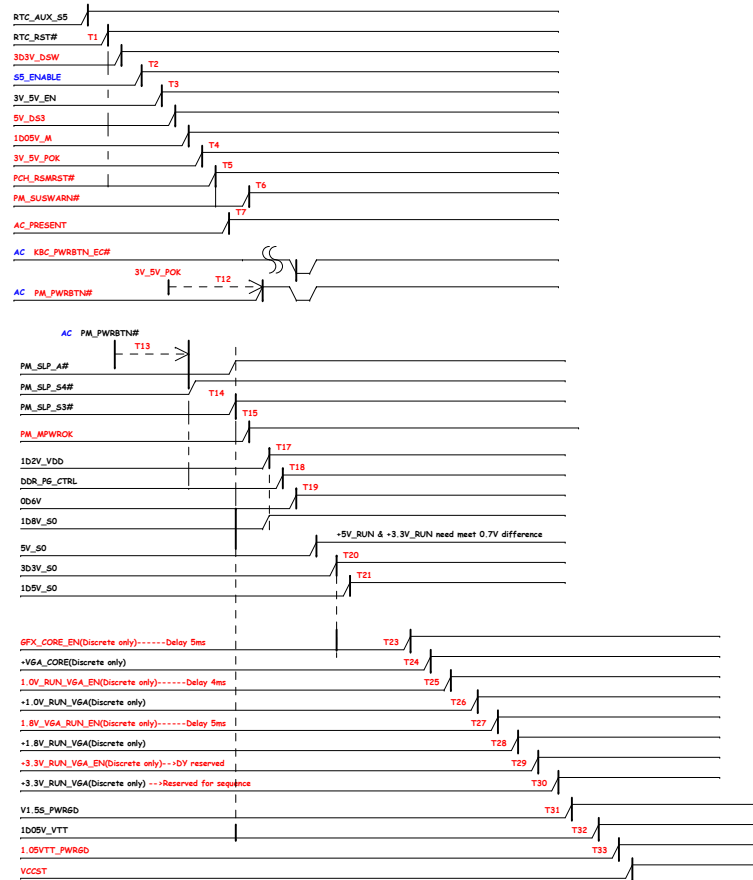 RTC_AUX_S5
RTC_RST# T1
3D3V_DSW
S5_ENABLE T2
3V_5V_EN T3
5V_DS3
1D05V_M
3V_5V_POK T4
PCH_RSMRST# T5
PM_SUSWARN# T6
AC_PRESENT T7
AC KBC_PWRBTN_EC#
3V_5V_POK T12
AC PM_PWRBTN#
AC PM_PWRBTN#
T13
PM_SLP_A#
PM_SLP_S4#
PM_SLP_S3# T14
PM_MPWROK T15
1D2V_VDD T17
DDR_PG_CTRL T18
0D6V T19
1D8V_S0
5V_S0 +5V_RUN & +3.3V_RUN need meet 0.7V difference
3D3V_S0 T20
1D5V_S0 T21
GFX_CORE_EN(Discrete only)------Delay 5ms T23
+VGA_CORE(Discrete only) T24
1.0V_RUN_VGA_EN(Discrete only)------Delay 4ms T25
+1.0V_RUN_VGA(Discrete only) T26
1.8V_VGA_RUN_EN(Discrete only)------Delay 5ms T27
+1.8V_RUN_VGA(Discrete only) T28
+3.3V_RUN_VGA_EN(Discrete only)-->DY reserved T29
+3.3V_RUN_VGA(Discrete only) -->Reserved for sequence T30
V1.5S_PWRGD T31
1D05V_VTT T32
1.05VTT_PWRGD T33
VCCST